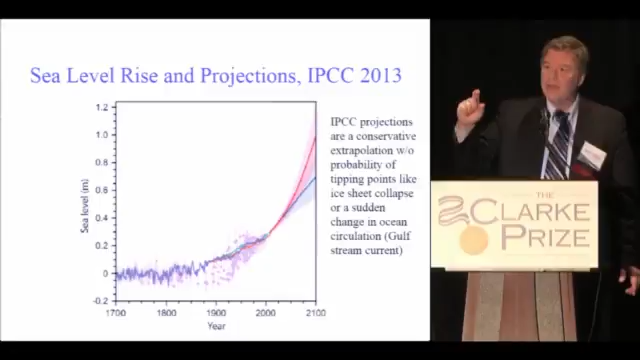 Sea Level Rise and Projections, IPCC 2013
1.2
1.0
0.8
0.6
0.4
0.2
0
-0.2
Sea level (m)
1700
1800
1900
2000
2100
Year
IPCC projections
are a conservative
extrapolation w/o
probability of
tipping points like
ice sheet collapse
or a sudden
change in ocean
circulation (Gulf
stream current)
THE
CLARKE
PRIZE